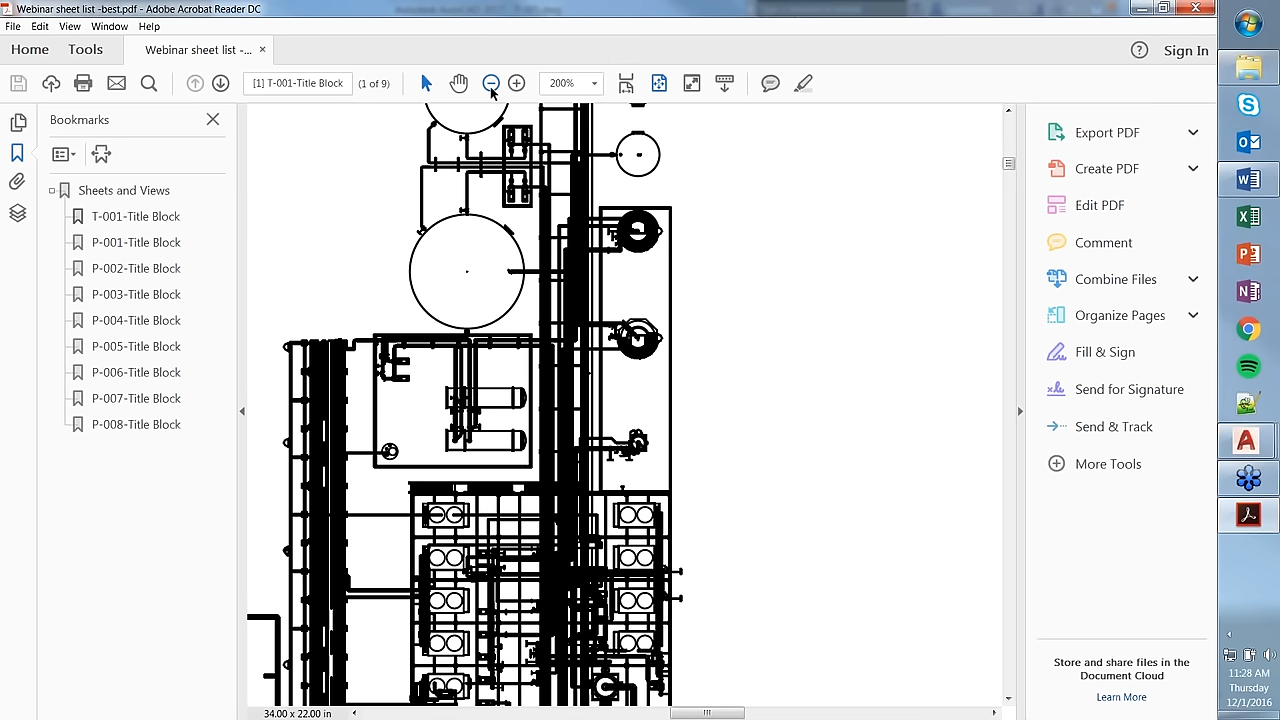 Webinar sheet list -best.pdf - Adobe Acrobat Reader DC
File Edit View Window Help
Home Tools Webinar sheet list -... × Sign In
[1] T-001-Title Block (1 of 9) 200%
Bookmarks
Sheets and Views
T-001-Title Block
P-001-Title Block
P-002-Title Block
P-003-Title Block
P-004-Title Block
P-005-Title Block
P-006-Title Block
P-007-Title Block
P-008-Title Block
34.00 x 22.00 in
Export PDF
Create PDF
Edit PDF
Comment
Combine Files
Organize Pages
Fill & Sign
Send for Signature
Send & Track
More Tools
Store and share files in the
Document Cloud
Learn More
11:28 AM
Thursday
12/1/2016